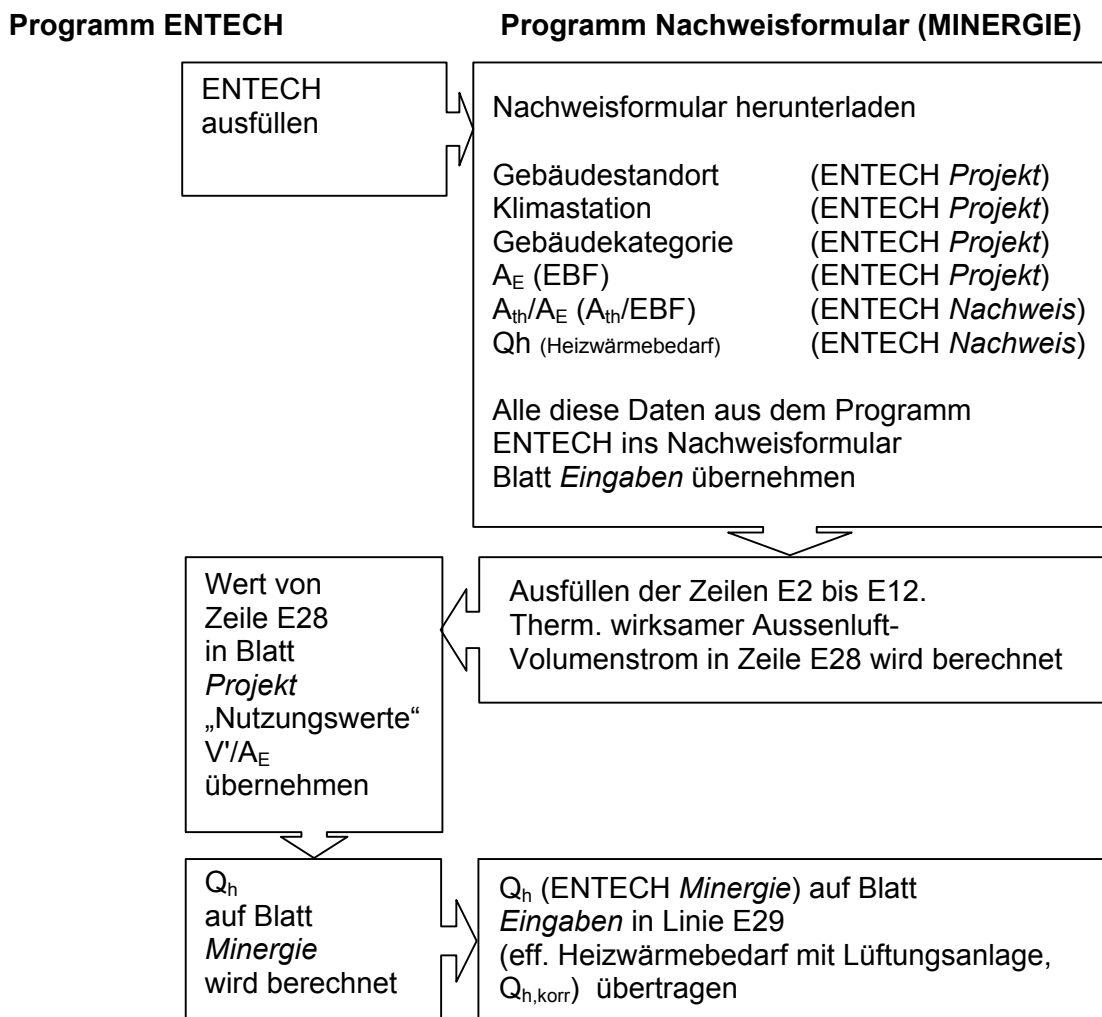 Programm ENTECH
Programm Nachweisformular (MINERGIE)
ENTECH
ausfüllen
Nachweisformular herunterladen
Gebäudestandort (ENTECH Projekt)
Klimastation (ENTECH Projekt)
Gebäudekategorie (ENTECH Projekt)
AE (EBF) (ENTECH Projekt)
Ath/AE (Ath/EBF) (ENTECH Nachweis)
Qh (Heizwärmebedarf) (ENTECH Nachweis)
Alle diese Daten aus dem Programm
ENTECH ins Nachweisformular
Blatt Eingaben übernehmen
Ausfüllen der Zeilen E2 bis E12.
Therm. wirksamer Aussenluft-
Volumenstrom in Zeile E28 wird berechnet
Wert von
Zeile E28
in Blatt
Projekt
„Nutzungswerte“
V'/AE
übernehmen
Qh
auf Blatt
Minergie
wird berechnet
Qh (ENTECH Minergie) auf Blatt
Eingaben in Linie E29
(eff. Heizwärmebedarf mit Lüftungsanlage,
Qh,korr) übertragen